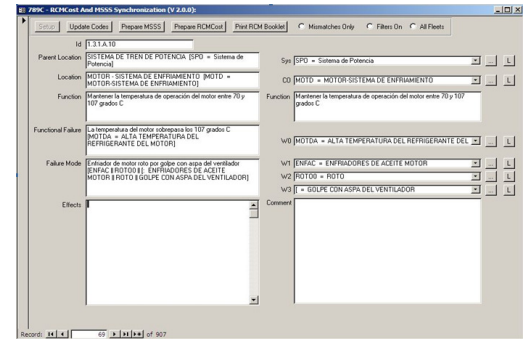 789C - RCMCost And MSSS Synchronization (V 2.0.0):
Setup Update Codes Prepare MSSS Prepare RCMCost Print RCM Booklet Mismatches Only Filters On All Fleets
Id 1.3.1.A.10
Parent Location SISTEMA DE TREN DE POTENCIA [SPO = Sistema de
Potencia]
Sys SPO = Sistema de Potencia ... L
Location MOTOR - SISTEMA DE ENFRIAMIENTO [MOTD =
MOTOR-SISTEMA DE ENFRIAMIENTO]
C0 MOTD = MOTOR-SISTEMA DE ENFRIAMIENTO ... L
Function Mantener la temperatura de operación del motor entre 70 y
107 grados C
Function Mantener la temperatura de operación del motor entre 70 y 107
grados C
Functional Failure La temperatura del motor sobrepasa los 107 grados C
[MOTDA = ALTA TEMPERATURA DEL
REFRIGERANTE DEL MOTOR]
W0 MOTDA = ALTA TEMPERATURA DEL REFRIGERANTE DEL ... L
Failure Mode Enfriador de motor roto por golpe con aspa del ventilador
[ENFAC || ROTO0 || [: ENFRIADORES DE ACEITE
MOTOR || ROTO || GOLPE CON ASPA DEL VENTILADOR]
W1 ENFAC = ENFRIADORES DE ACEITE MOTOR ... L
W2 ROTO0 = ROTO ... L
W3 [ = GOLPE CON ASPA DEL VENTILADOR ... L
Effects
Comment
Record: 69 of 907